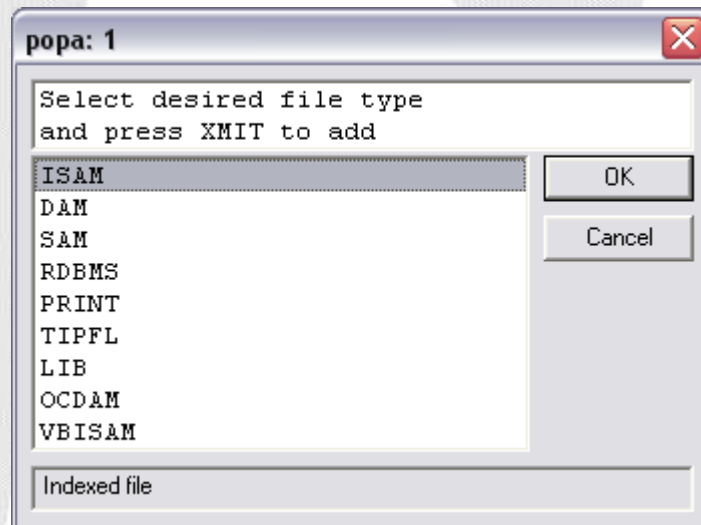 popa: 1
Select desired file type
and press XMIT to add
ISAM
DAM
SAM
RDBMS
PRINT
TIPFL
LIB
OCDAM
VBISAM
OK
Cancel
Indexed file